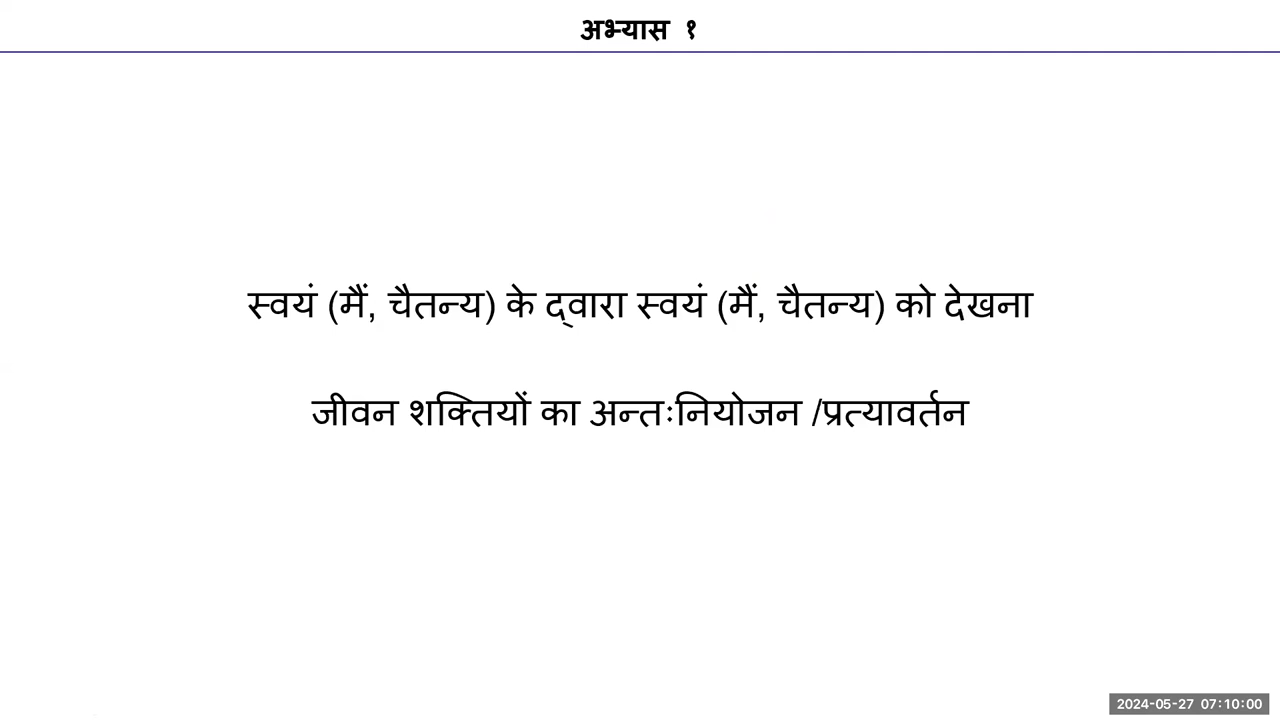 अभ्यास १
स्वयं (मैं, चैतन्य) के द्वारा स्वयं (मैं, चैतन्य) को देखना
जीवन शक्तियों का अन्तःनियोजन /प्रत्यावर्तन
2024-05-27 07:10:00